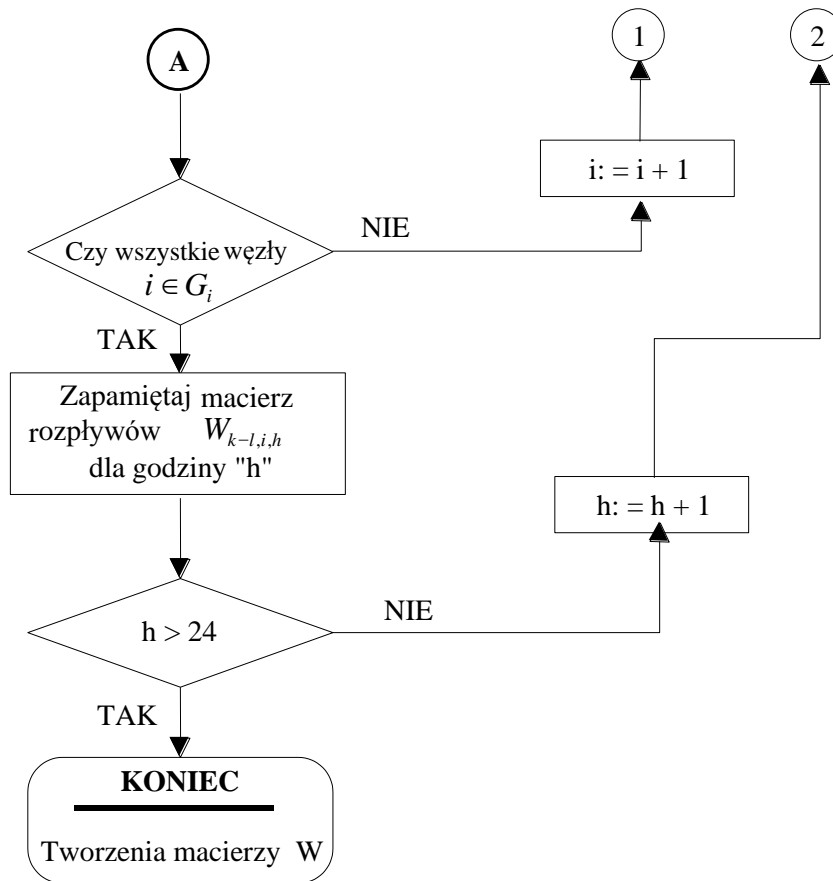 A
1
2
i: = i + 1
Czy wszystkie węzły
i ∈ G_i
NIE
TAK
Zapamiętaj macierz
rozpływów W_{k-l,i,h}
dla godziny "h"
h: = h + 1
h > 24
NIE
TAK
KONIEC
Tworzenia macierzy W